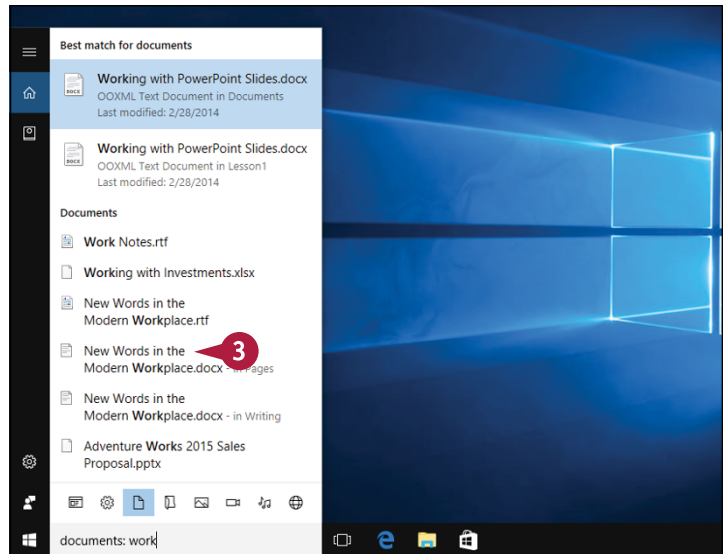 Best match for documents
Working with PowerPoint Slides.docx
OOXML Text Document in Documents
Last modified: 2/28/2014
Working with PowerPoint Slides.docx
OOXML Text Document in Lesson1
Last modified: 2/28/2014
Documents
Work Notes.rtf
Working with Investments.xlsx
New Words in the
Modern Workplace.rtf
New Words in the
3
Modern Workplace.docx - in Pages
New Words in the
Modern Workplace.docx - in Writing
Adventure Works 2015 Sales
Proposal.pptx
documents: work